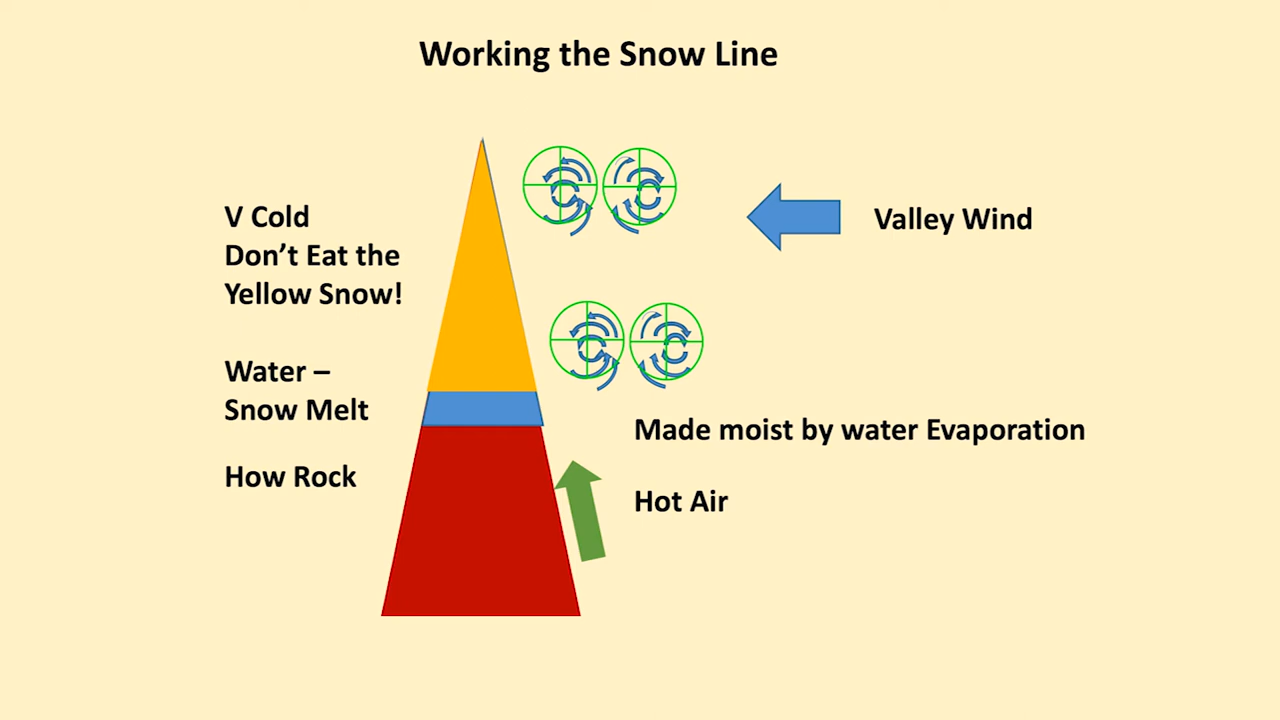 Working the Snow Line
V Cold
Don’t Eat the
Yellow Snow!
Valley Wind
Water –
Snow Melt
Made moist by water Evaporation
How Rock
Hot Air